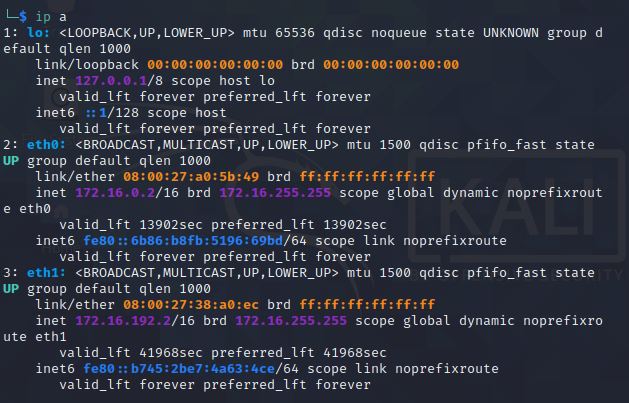 └─$ ip a
1: lo: <LOOPBACK,UP,LOWER_UP> mtu 65536 qdisc noqueue state UNKNOWN group d
efault qlen 1000
    link/loopback 00:00:00:00:00:00 brd 00:00:00:00:00:00
    inet 127.0.0.1/8 scope host lo
       valid_lft forever preferred_lft forever
    inet6 ::1/128 scope host
       valid_lft forever preferred_lft forever
2: eth0: <BROADCAST,MULTICAST,UP,LOWER_UP> mtu 1500 qdisc pfifo_fast state
UP group default qlen 1000
    link/ether 08:00:27:a0:5b:49 brd ff:ff:ff:ff:ff:ff
    inet 172.16.0.2/16 brd 172.16.255.255 scope global dynamic noprefixrout
e eth0
       valid_lft 13902sec preferred_lft 13902sec
    inet6 fe80::6b86:b8fb:5196:69bd/64 scope link noprefixroute
       valid_lft forever preferred_lft forever
3: eth1: <BROADCAST,MULTICAST,UP,LOWER_UP> mtu 1500 qdisc pfifo_fast state
UP group default qlen 1000
    link/ether 08:00:27:38:a0:ec brd ff:ff:ff:ff:ff:ff
    inet 172.16.192.2/16 brd 172.16.255.255 scope global dynamic noprefixro
ute eth1
       valid_lft 41968sec preferred_lft 41968sec
    inet6 fe80::b745:2be7:4a63:4ce/64 scope link noprefixroute
       valid_lft forever preferred_lft forever
KALI